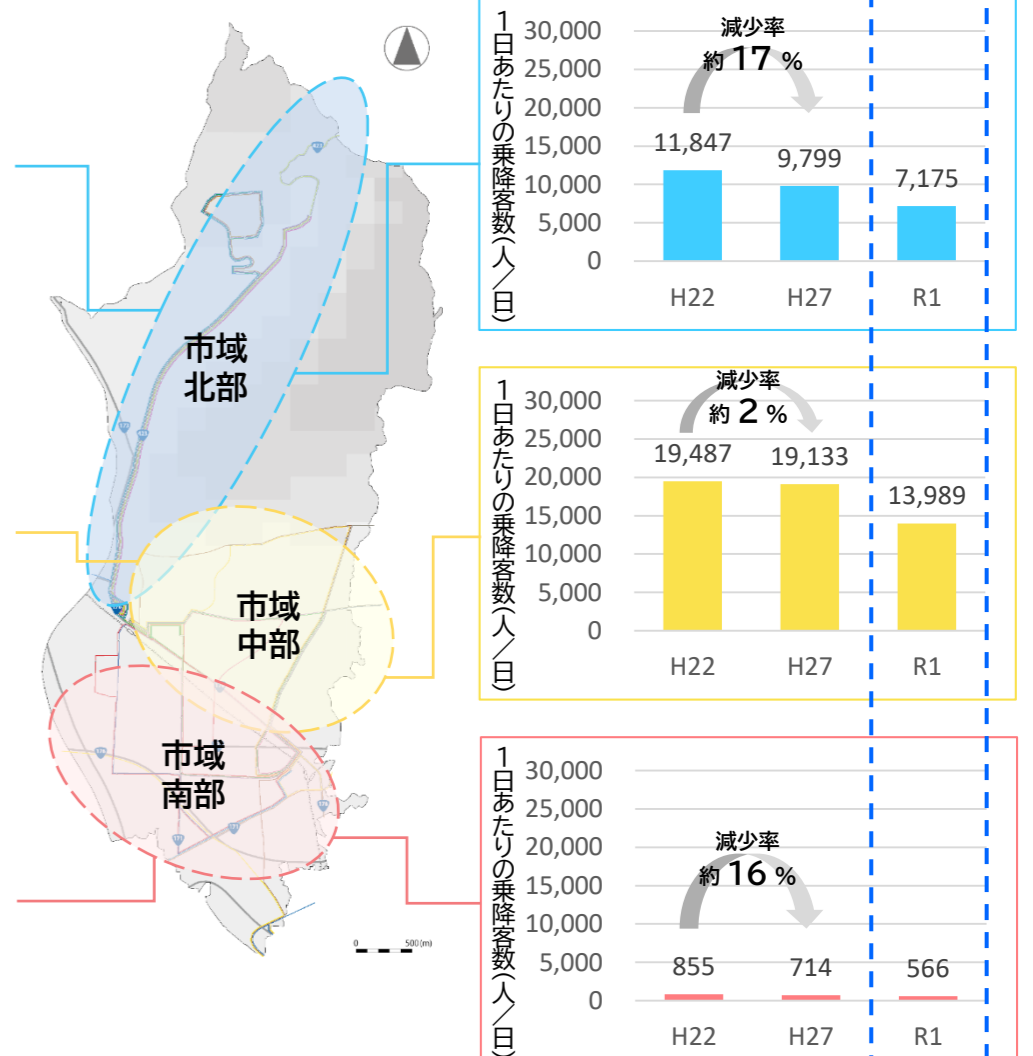 市域
北部
市域
中部
市域
南部
0 500(m)
1日あたりの乗降客数(人/日)
30,000
25,000
20,000
15,000
10,000
5,000
0
減少率
約 17 %
11,847
9,799
7,175
H22
H27
R1
1日あたりの乗降客数(人/日)
30,000
25,000
20,000
15,000
10,000
5,000
0
減少率
約 2 %
19,487
19,133
13,989
H22
H27
R1
1日あたりの乗降客数(人/日)
30,000
25,000
20,000
15,000
10,000
5,000
0
減少率
約 16 %
855
714
566
H22
H27
R1